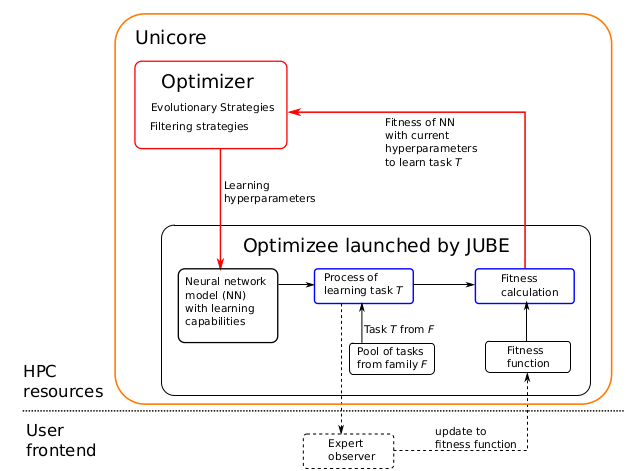 Unicore
Optimizer
Evolutionary Strategies
Filtering strategies
Fitness of NN
with current
hyperparameters
to learn task T
Learning
hyperparameters
Optimizee launched by JUBE
Neural network
model (NN)
with learning
capabilities
Process of
learning task T
Fitness
calculation
Task T from F
Pool of tasks
from family F
Fitness
function
HPC
resources
User
frontend
Expert
observer
update to
fitness function